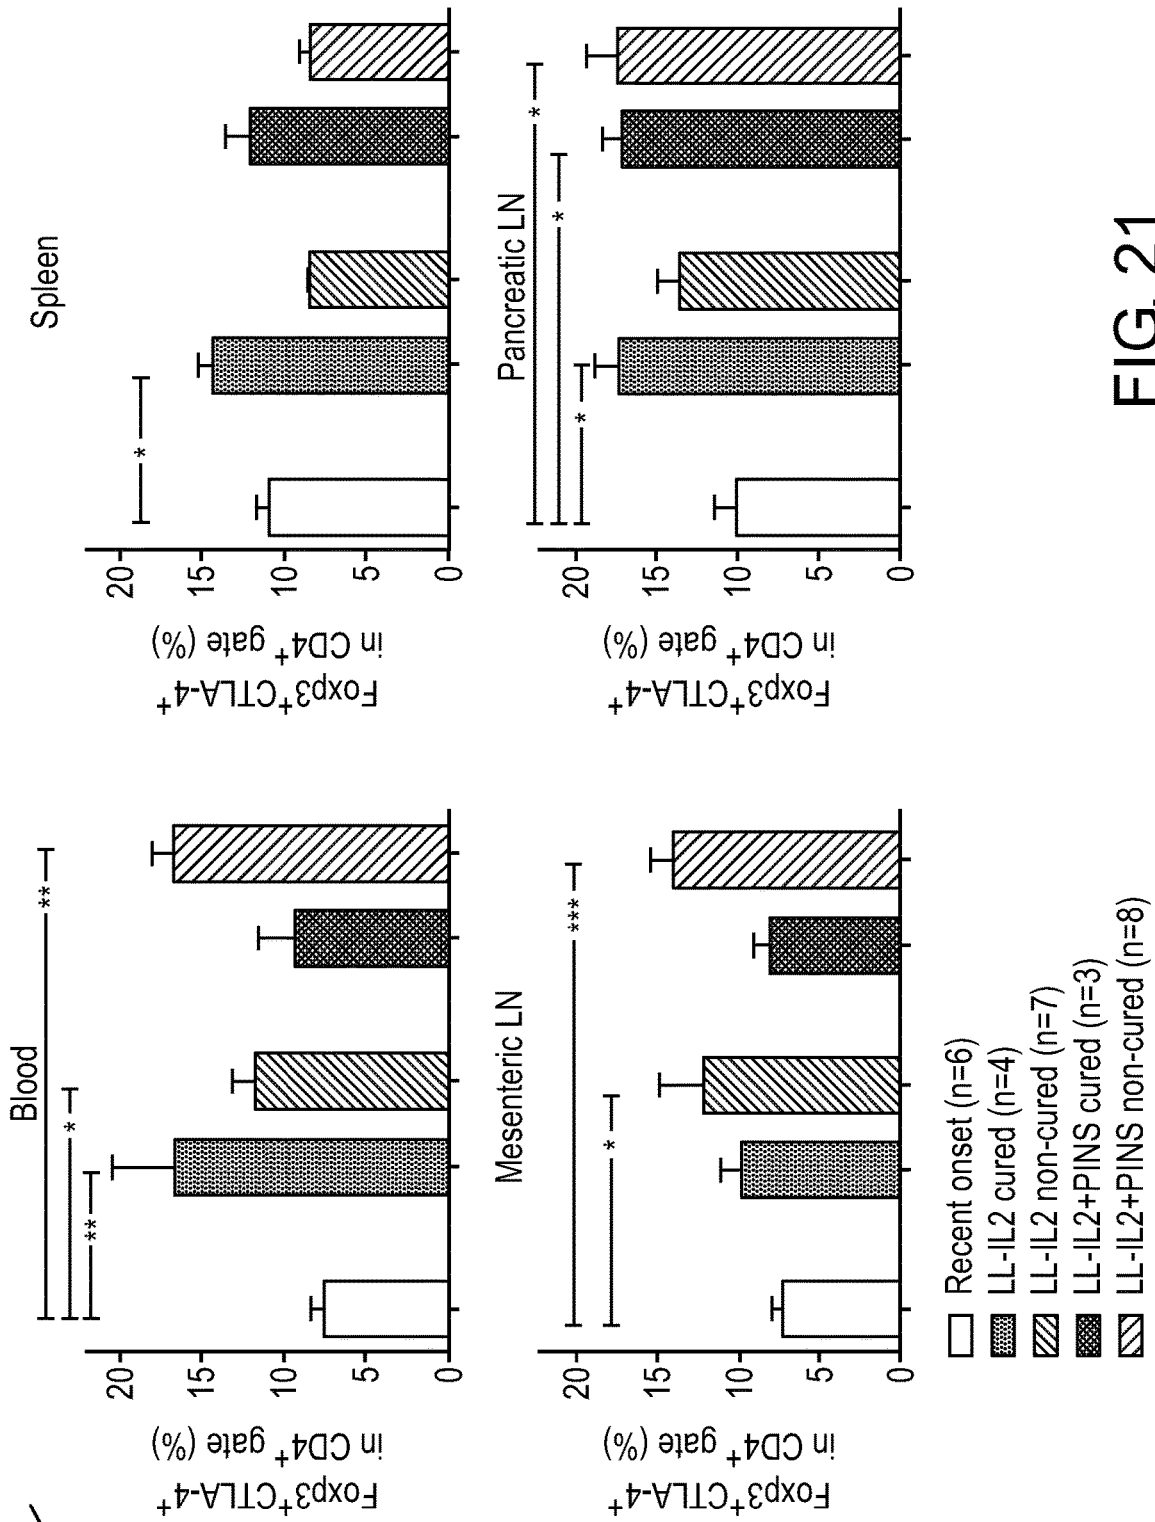 Blood
Foxp3⁺CTLA-4⁺
in CD4⁺ gate (%)
20
15
10
5
0
**
*
**
Spleen
Foxp3⁺CTLA-4⁺
in CD4⁺ gate (%)
20
15
10
5
0
*
Mesenteric LN
Foxp3⁺CTLA-4⁺
in CD4⁺ gate (%)
20
15
10
5
0
***
*
Pancreatic LN
Foxp3⁺CTLA-4⁺
in CD4⁺ gate (%)
20
15
10
5
0
*
*
*
Recent onset (n=6)
LL-IL2 cured (n=4)
LL-IL2 non-cured (n=7)
LL-IL2+PINS cured (n=3)
LL-IL2+PINS non-cured (n=8)
FIG. 21